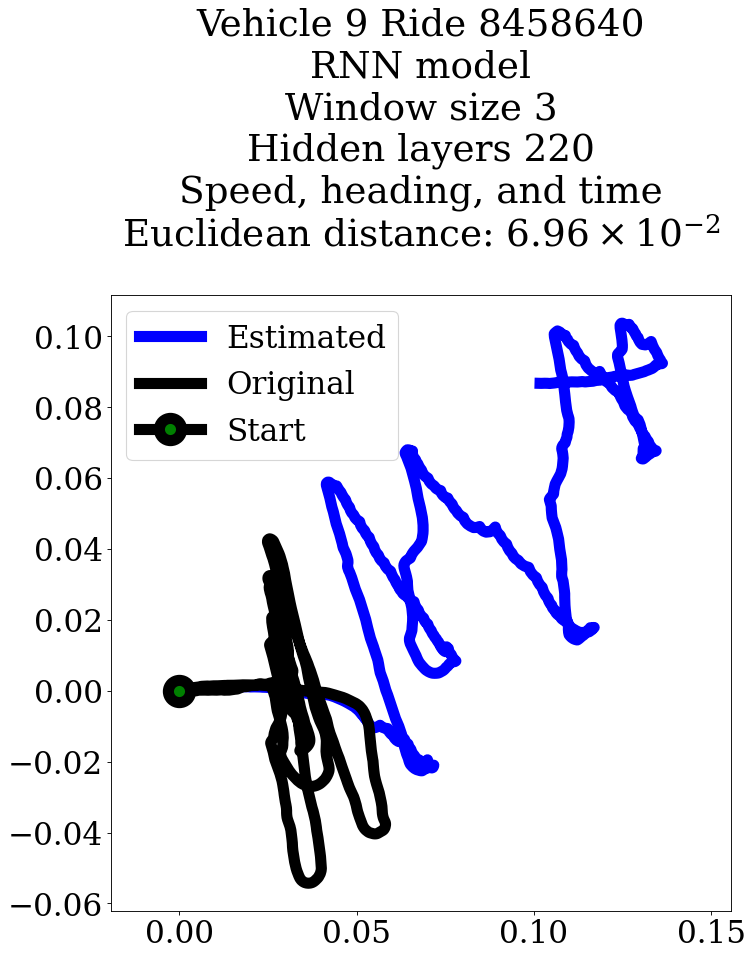 Vehicle 9 Ride 8458640
RNN model
Window size 3
Hidden layers 220
Speed, heading, and time
Euclidean distance: 6.96 × 10⁻²
Estimated
Original
Start
0.10
0.08
0.06
0.04
0.02
0.00
−0.02
−0.04
−0.06
0.00 0.05 0.10 0.15